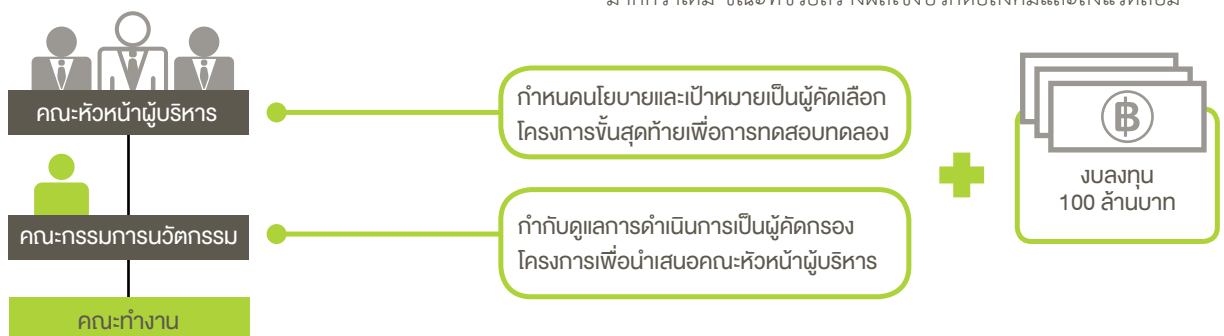 คณะหัวหน้าผู้บริหาร
กำหนดนโยบายและเป้าหมายเป็นผู้คัดเลือก
โครงการขั้นสุดท้ายเพื่อการทดสอบทดลอง
฿
งบลงทุน
100 ล้านบาท
คณะกรรมการนวัตกรรม
กำกับดูแลการดำเนินการเป็นผู้คัดกรอง
โครงการเพื่อนำเสนอคณะหัวหน้าผู้บริหาร
คณะทำงาน